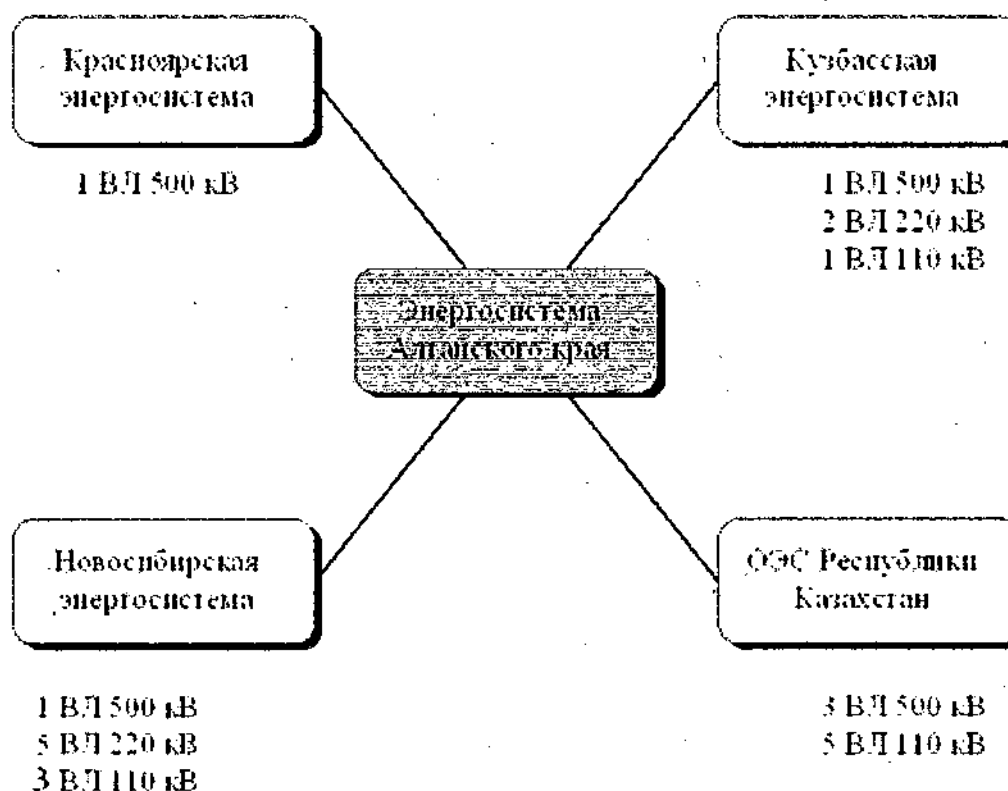 Красноярская
энергосистема
Кузбасская
энергосистема
1 ВЛ 500 кВ
1 ВЛ 500 кВ
2 ВЛ 220 кВ
1 ВЛ 110 кВ
Энергосистема
Алтайского края
Новосибирская
энергосистема
ОЭС Республики
Казахстан
1 ВЛ 500 кВ
5 ВЛ 220 кВ
3 ВЛ 110 кВ
3 ВЛ 500 кВ
5 ВЛ 110 кВ